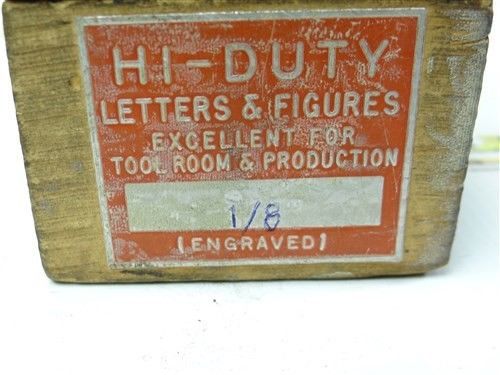 HI-DUTY
LETTERS & FIGURES
EXCELLENT FOR
TOOL ROOM & PRODUCTION
1/8
(ENGRAVED)